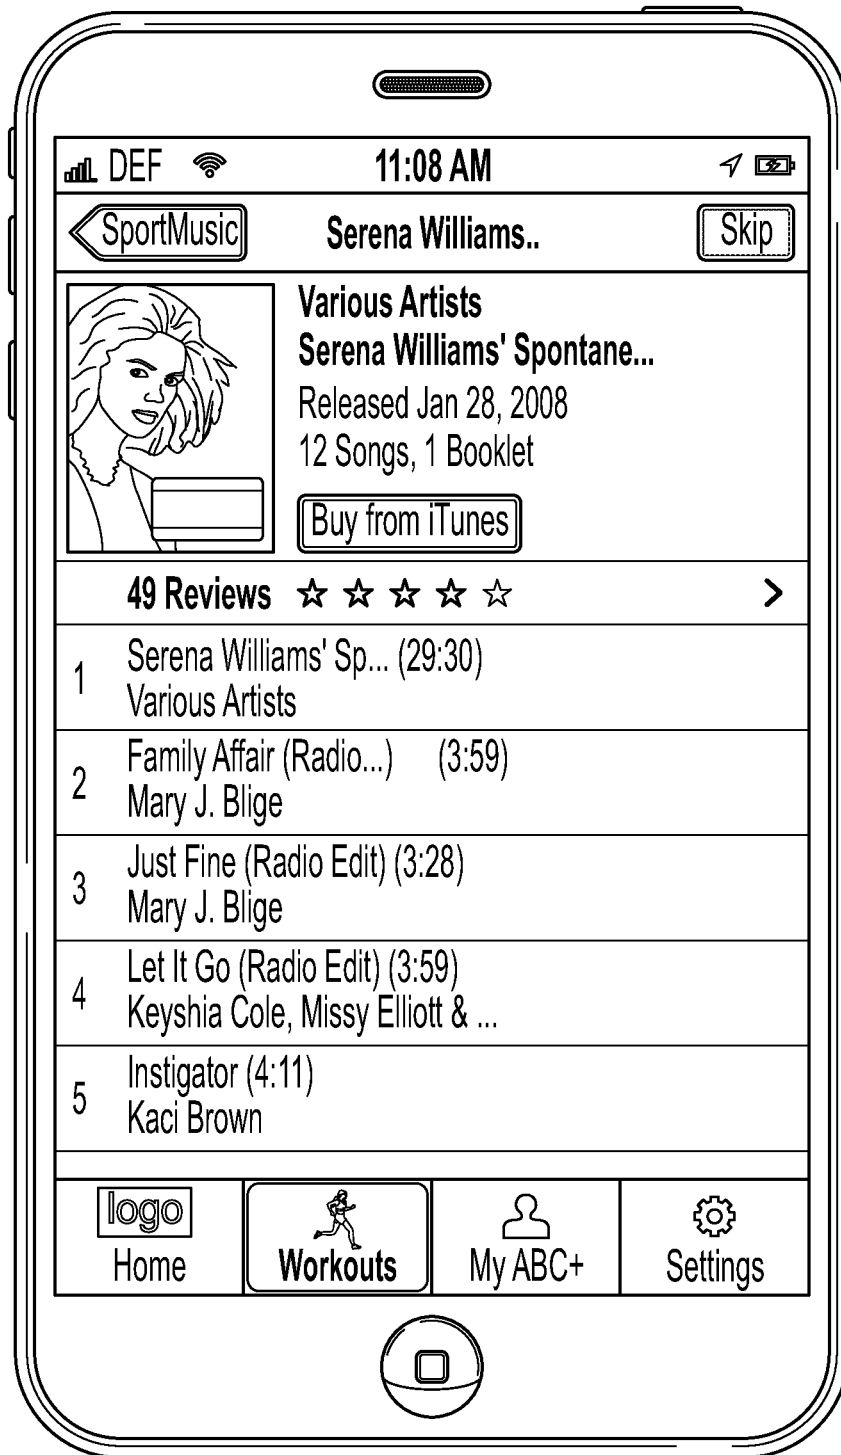 DEF 11:08 AM
SportMusic Serena Williams.. Skip
Various Artists
Serena Williams' Spontane...
Released Jan 28, 2008
12 Songs, 1 Booklet
Buy from iTunes
49 Reviews
1 Serena Williams' Sp... (29:30)
Various Artists
2 Family Affair (Radio...) (3:59)
Mary J. Blige
3 Just Fine (Radio Edit) (3:28)
Mary J. Blige
4 Let It Go (Radio Edit) (3:59)
Keyshia Cole, Missy Elliott & ...
5 Instigator (4:11)
Kaci Brown
logo
Home Workouts My ABC+ Settings